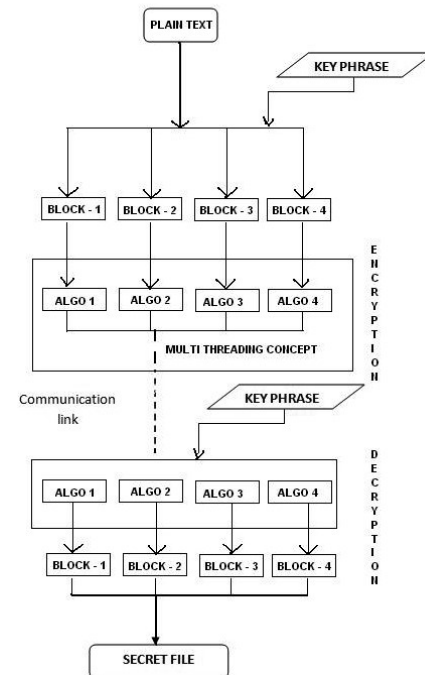 PLAIN TEXT
KEY PHRASE
BLOCK - 1 BLOCK - 2 BLOCK - 3 BLOCK - 4
ENCRYPTION
ALGO 1 ALGO 2 ALGO 3 ALGO 4
MULTI THREADING CONCEPT
Communication
link
KEY PHRASE
DECRYPTION
ALGO 1 ALGO 2 ALGO 3 ALGO 4
BLOCK - 1 BLOCK - 2 BLOCK - 3 BLOCK - 4
SECRET FILE